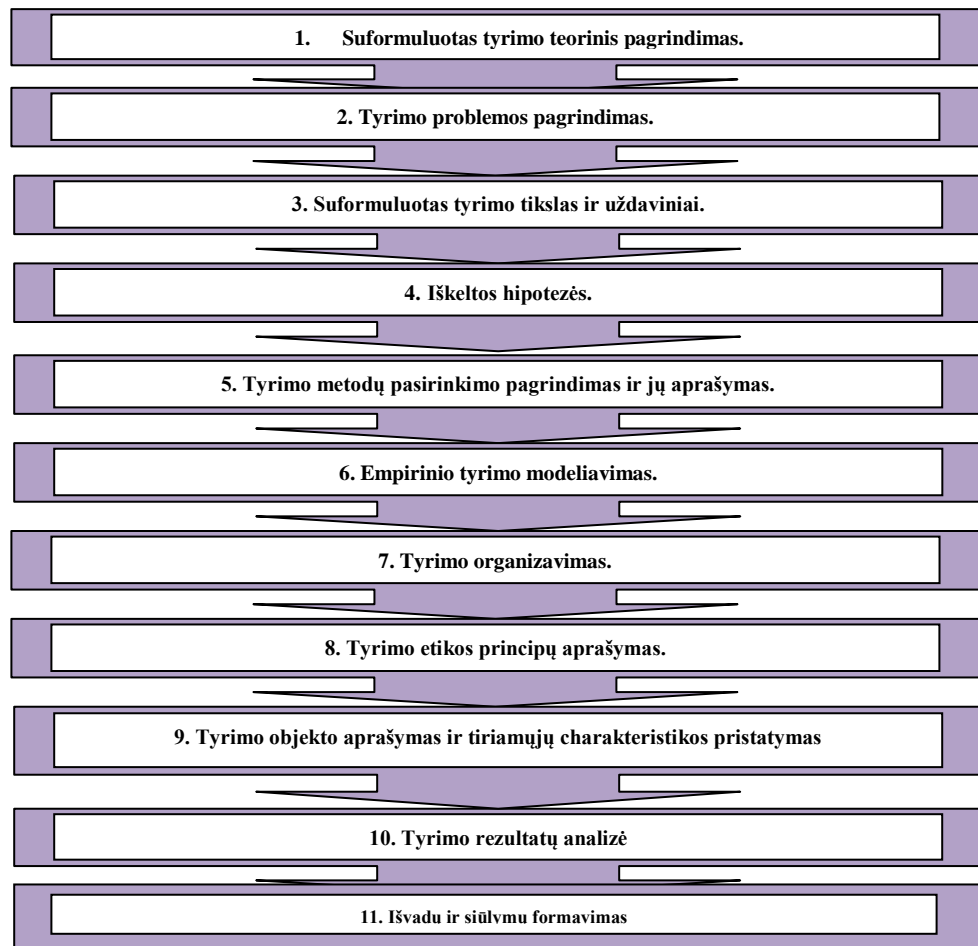 1. Suformuluotas tyrimo teorinis pagrindimas.
2. Tyrimo problemos pagrindimas.
3. Suformuluotas tyrimo tikslas ir uždaviniai.
4. Iškeltos hipotezės.
5. Tyrimo metodų pasirinkimo pagrindimas ir jų aprašymas.
6. Empirinio tyrimo modeliavimas.
7. Tyrimo organizavimas.
8. Tyrimo etikos principų aprašymas.
9. Tyrimo objekto aprašymas ir tiriamųjų charakteristikos pristatymas
10. Tyrimo rezultatų analizė
11. Išvadu ir siūlymu formavimas